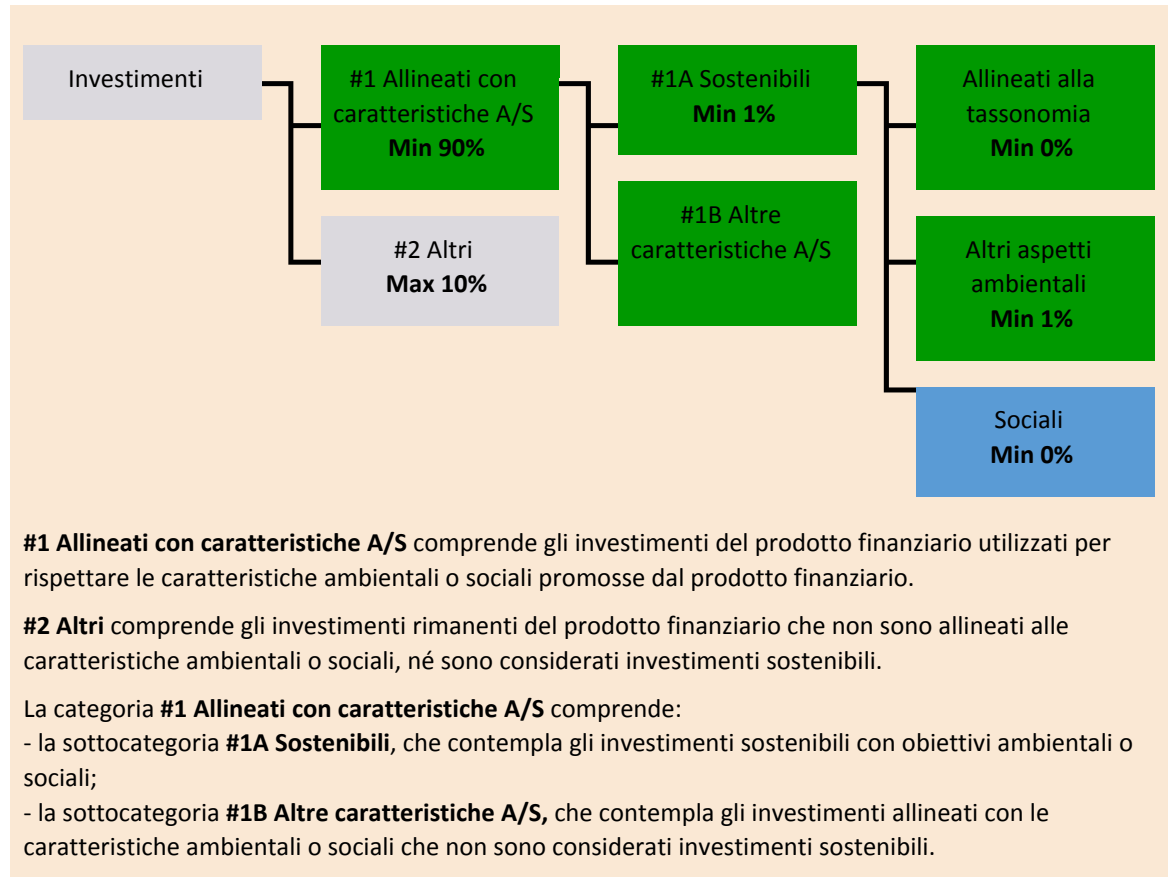 Investimenti
#1 Allineati con
caratteristiche A/S
Min 90%
#2 Altri
Max 10%
#1A Sostenibili
Min 1%
#1B Altre
caratteristiche A/S
Allineati alla
tassonomia
Min 0%
Altri aspetti
ambientali
Min 1%
Sociali
Min 0%
#1 Allineati con caratteristiche A/S comprende gli investimenti del prodotto finanziario utilizzati per
rispettare le caratteristiche ambientali o sociali promosse dal prodotto finanziario.
#2 Altri comprende gli investimenti rimanenti del prodotto finanziario che non sono allineati alle
caratteristiche ambientali o sociali, né sono considerati investimenti sostenibili.
La categoria #1 Allineati con caratteristiche A/S comprende:
- la sottocategoria #1A Sostenibili, che contempla gli investimenti sostenibili con obiettivi ambientali o
sociali;
- la sottocategoria #1B Altre caratteristiche A/S, che contempla gli investimenti allineati con le
caratteristiche ambientali o sociali che non sono considerati investimenti sostenibili.